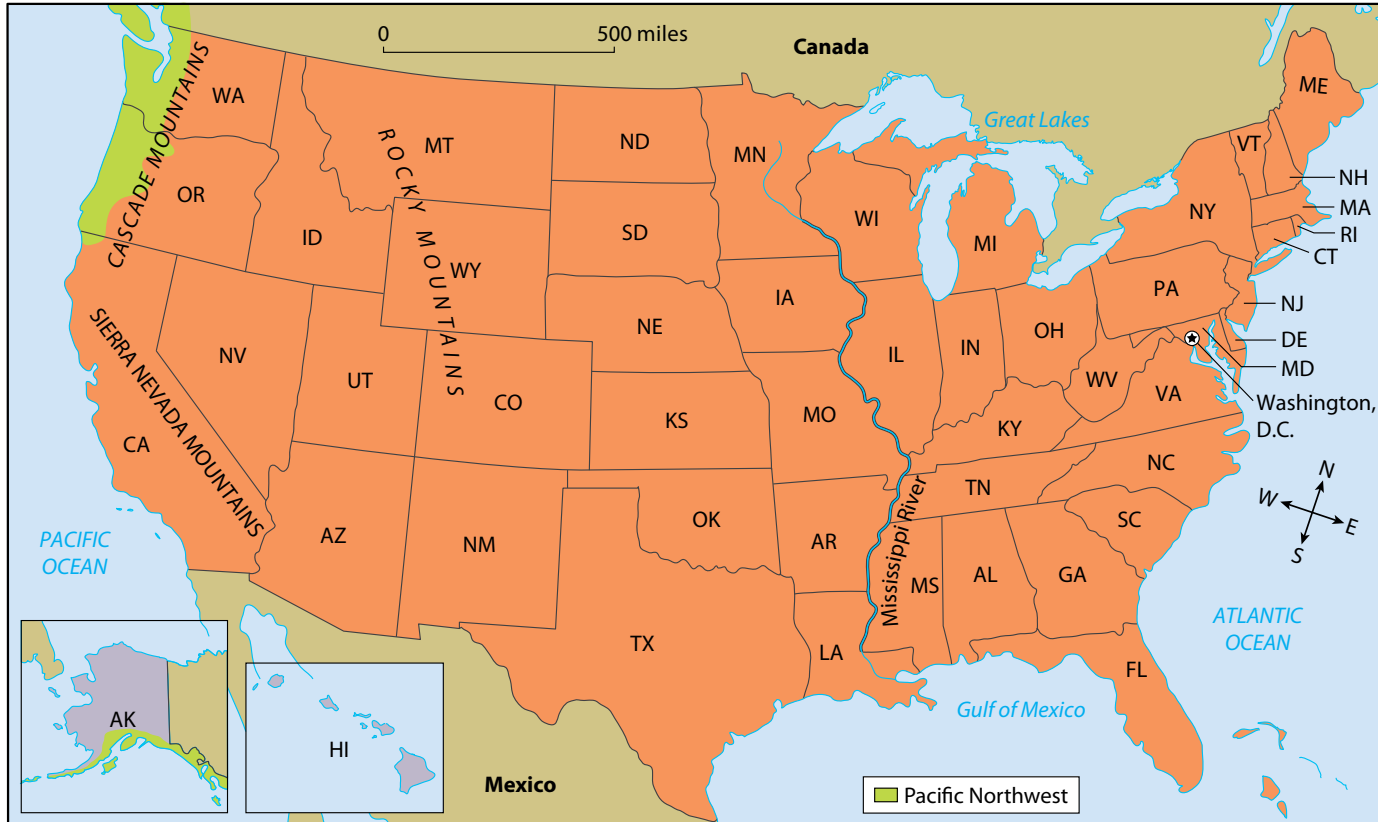 0
500 miles
Canada
CASCADE MOUNTAINS
WA
MT
ROCKY MOUNTAINS
ND
MN
Great Lakes
ME
VT
NH
MA
RI
CT
NY
OR
ID
WY
SD
WI
MI
PA
NJ
DE
MD
Washington,
D.C.
SIERRA NEVADA MOUNTAINS
NV
UT
CO
NE
IA
IL
IN
OH
WV
VA
CA
KS
MO
KY
NC
AZ
NM
OK
AR
Mississippi River
TN
SC
MS
AL
GA
N
W
E
S
PACIFIC
OCEAN
TX
LA
FL
ATLANTIC
OCEAN
Gulf of Mexico
AK
HI
Mexico
Pacific Northwest